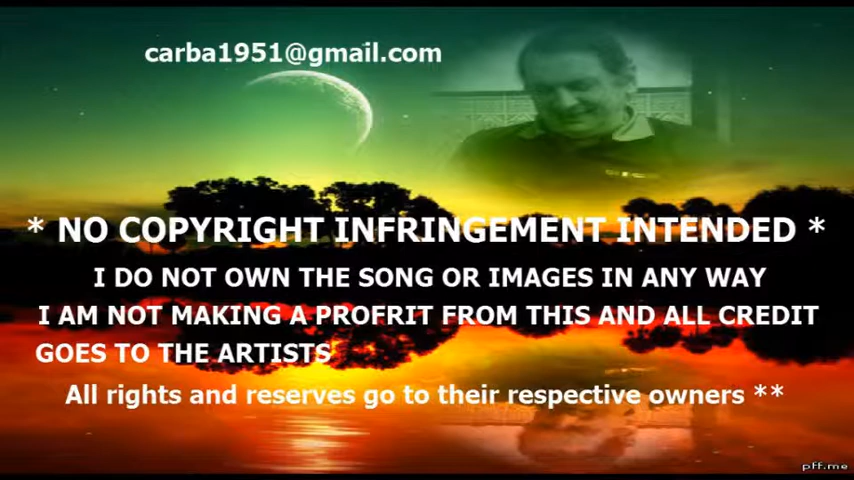 carba1951@gmail.com
* NO COPYRIGHT INFRINGEMENT INTENDED *
I DO NOT OWN THE SONG OR IMAGES IN ANY WAY
I AM NOT MAKING A PROFRIT FROM THIS AND ALL CREDIT
GOES TO THE ARTISTS
All rights and reserves go to their respective owners **
pff.me